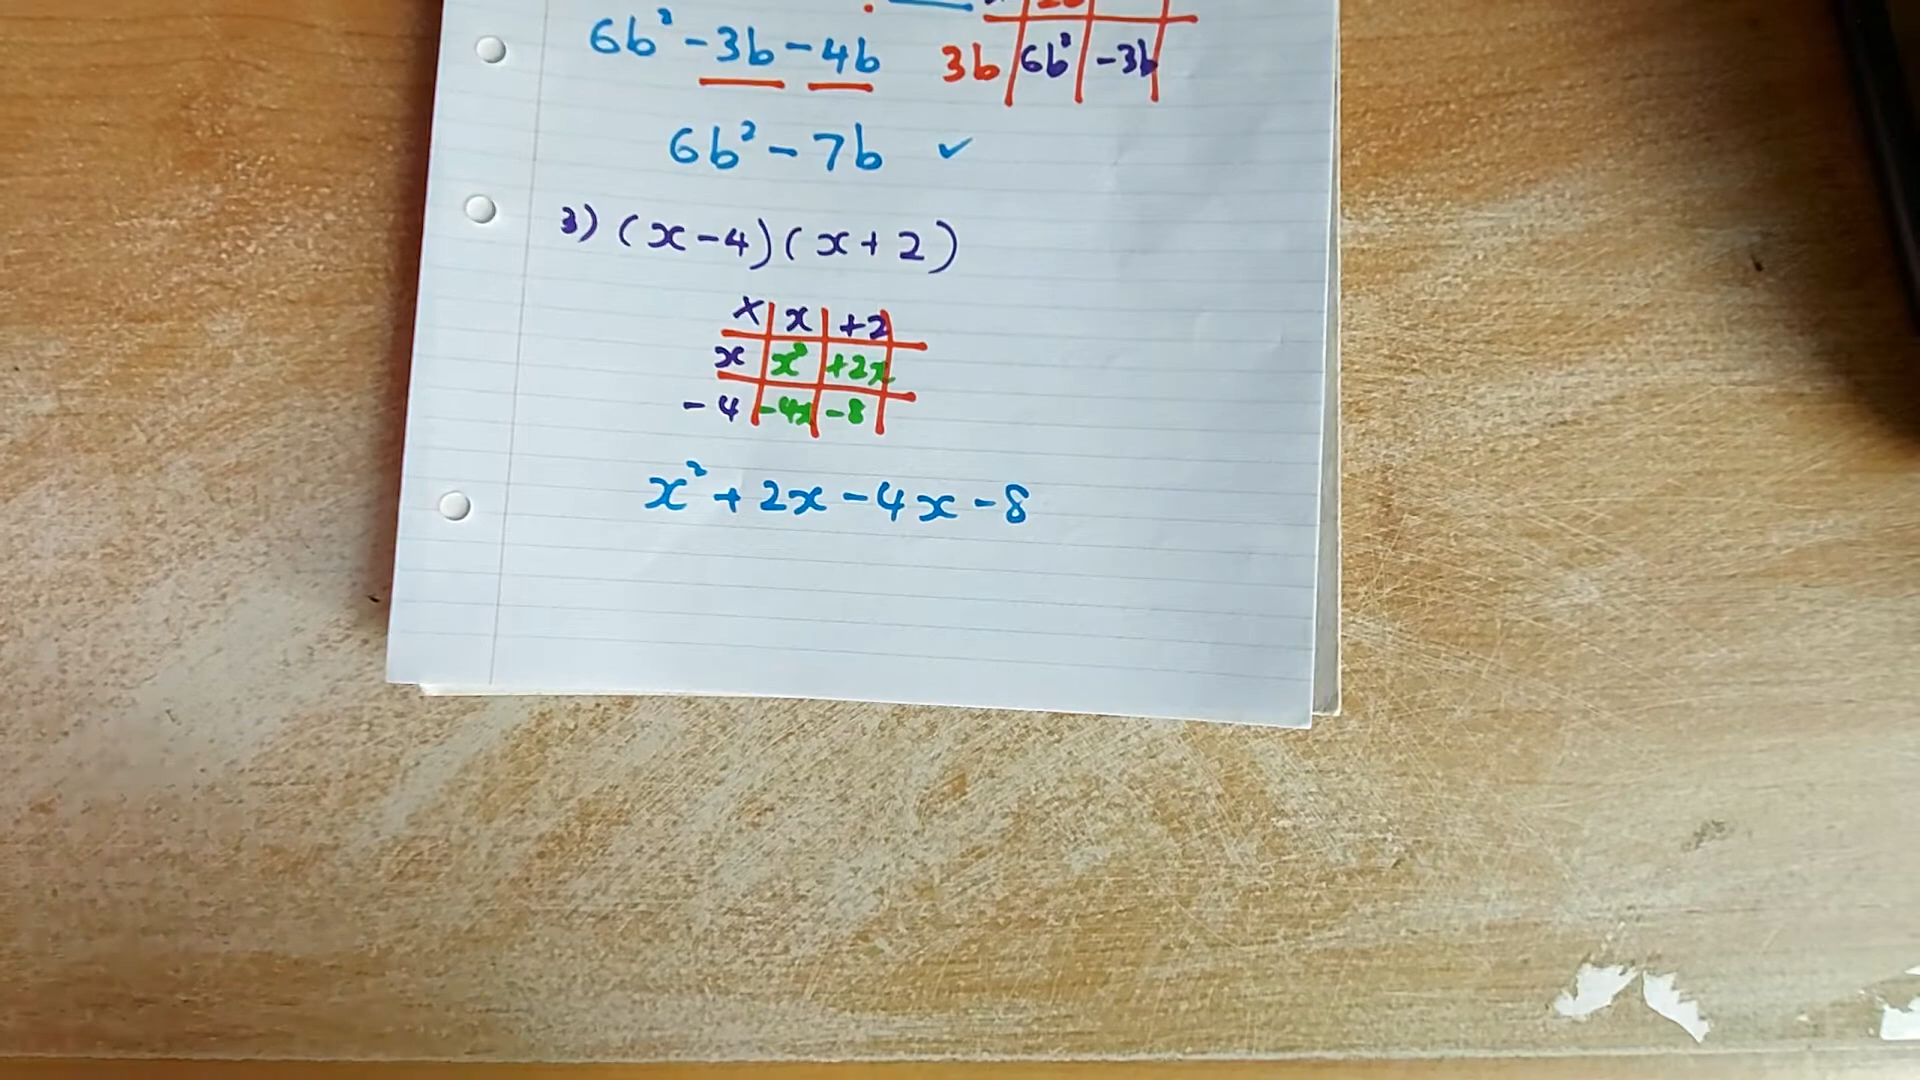 6b² - 3b - 4b
3b 6b² -3b
6b² - 7b ✓
3) (x - 4)(x + 2)
× x +2
x x² +2x
-4 -4x -8
x² + 2x - 4x - 8